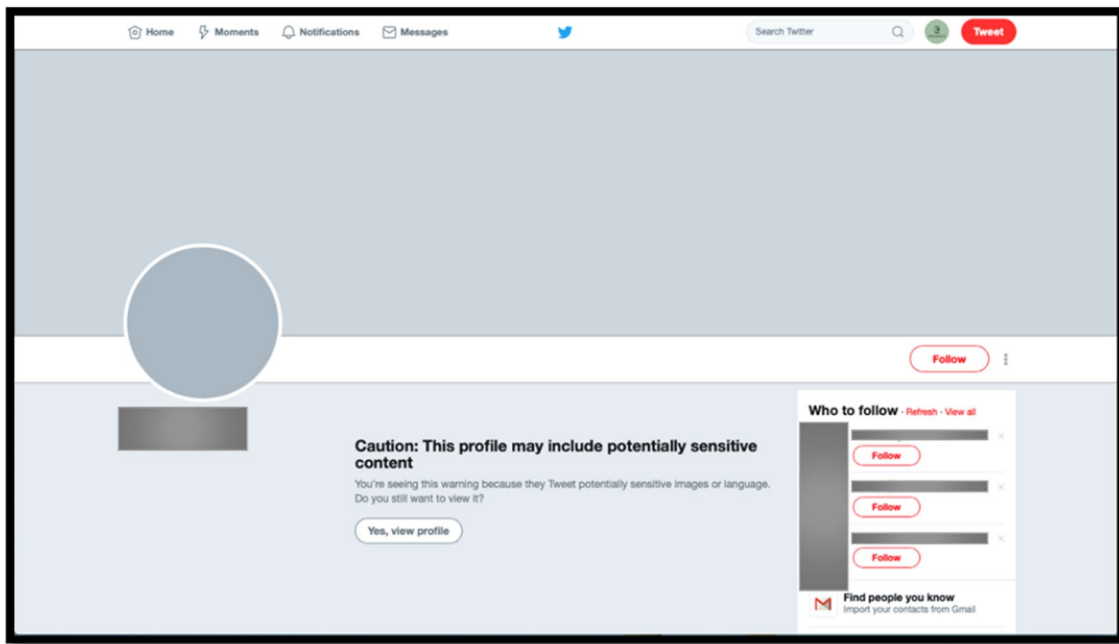 Home Moments Notifications Messages Search Twitter Tweet
Follow
Caution: This profile may include potentially sensitive
content
You're seeing this warning because they Tweet potentially sensitive images or language.
Do you still want to view it?
Yes, view profile
Who to follow · Refresh · View all
Follow
Follow
Follow
Find people you know
Import your contacts from Gmail